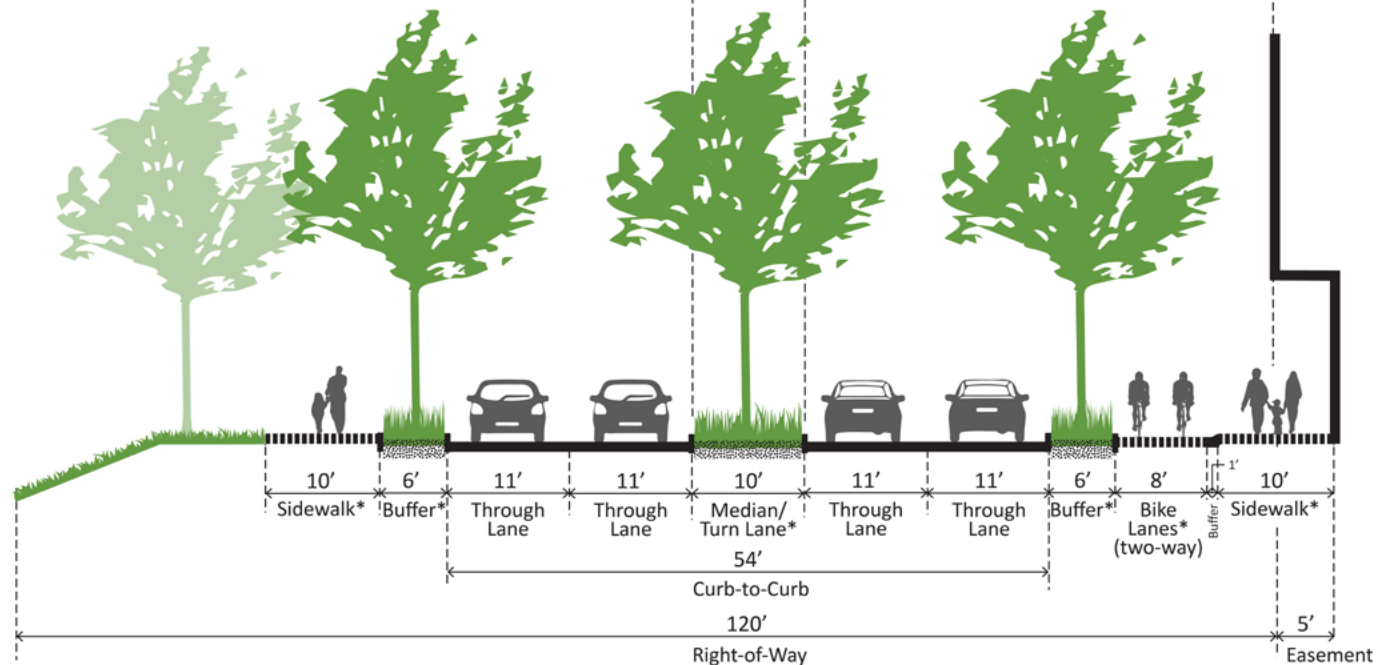 10’ 6’ 11’ 11’ 10’ 11’ 11’ 6’ 8’ 1’ 10’
Sidewalk* Buffer* Through Through Median/ Through Through Buffer* Bike Buffer Sidewalk*
Lane Lane Turn Lane* Lane Lane Lanes*
(two-way)
54’
Curb-to-Curb
120’ 5’
Right-of-Way Easement